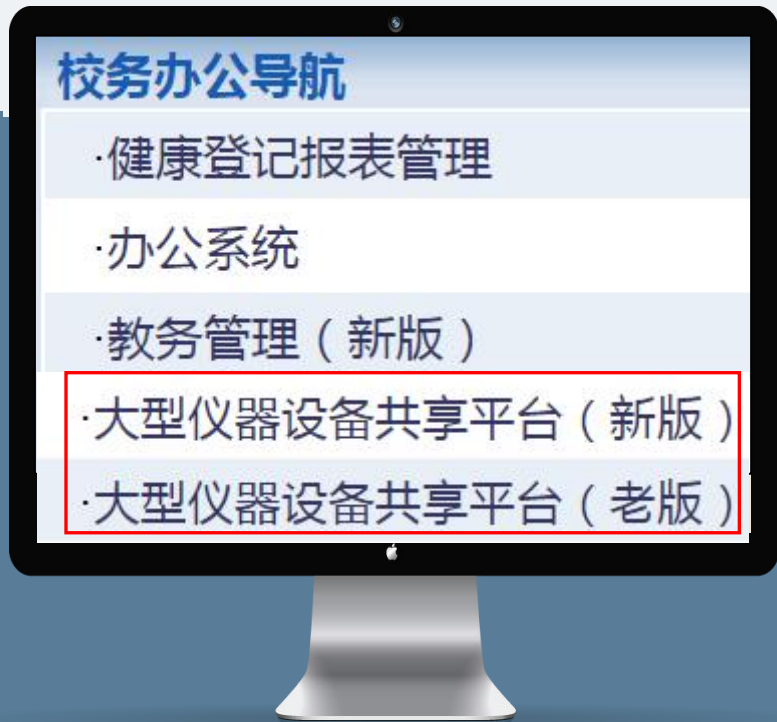 校务办公导航
·健康登记报表管理
·办公系统
·教务管理（新版）
·大型仪器设备共享平台（新版）
·大型仪器设备共享平台（老版）